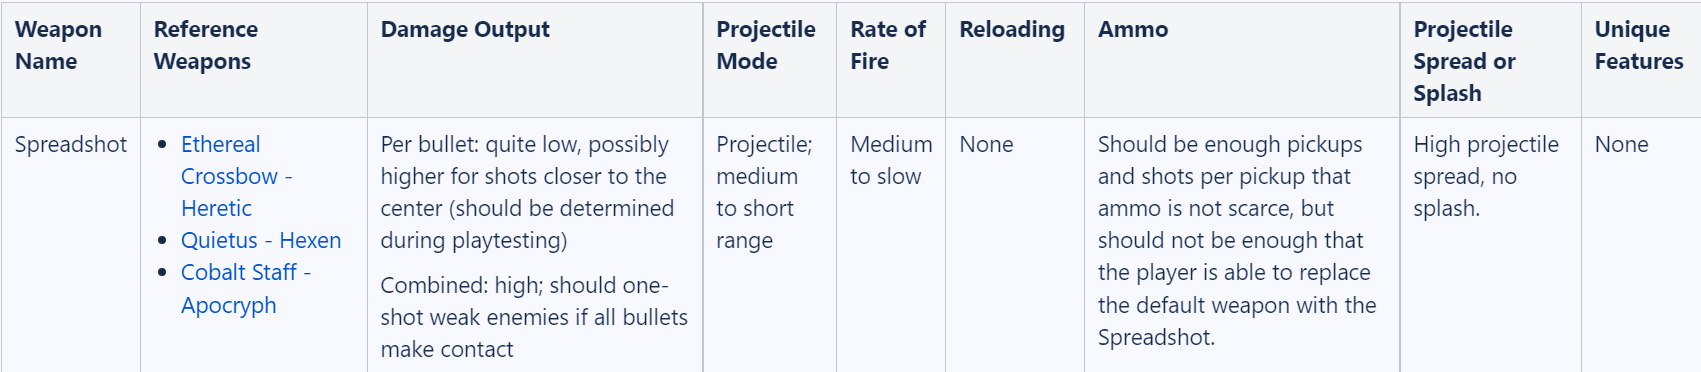 Weapon Name
Reference Weapons
Damage Output
Projectile Mode
Rate of Fire
Reloading
Ammo
Projectile Spread or Splash
Unique Features
Spreadshot
• Ethereal
Crossbow -
Heretic
• Quietus - Hexen
• Cobalt Staff -
Apocryph
Per bullet: quite low, possibly
higher for shots closer to the
center (should be determined
during playtesting)
Combined: high; should one-
shot weak enemies if all bullets
make contact
Projectile;
medium
to short
range
Medium
to slow
None
Should be enough pickups
and shots per pickup that
ammo is not scarce, but
should not be enough that
the player is able to replace
the default weapon with the
Spreadshot.
High projectile
spread, no
splash.
None